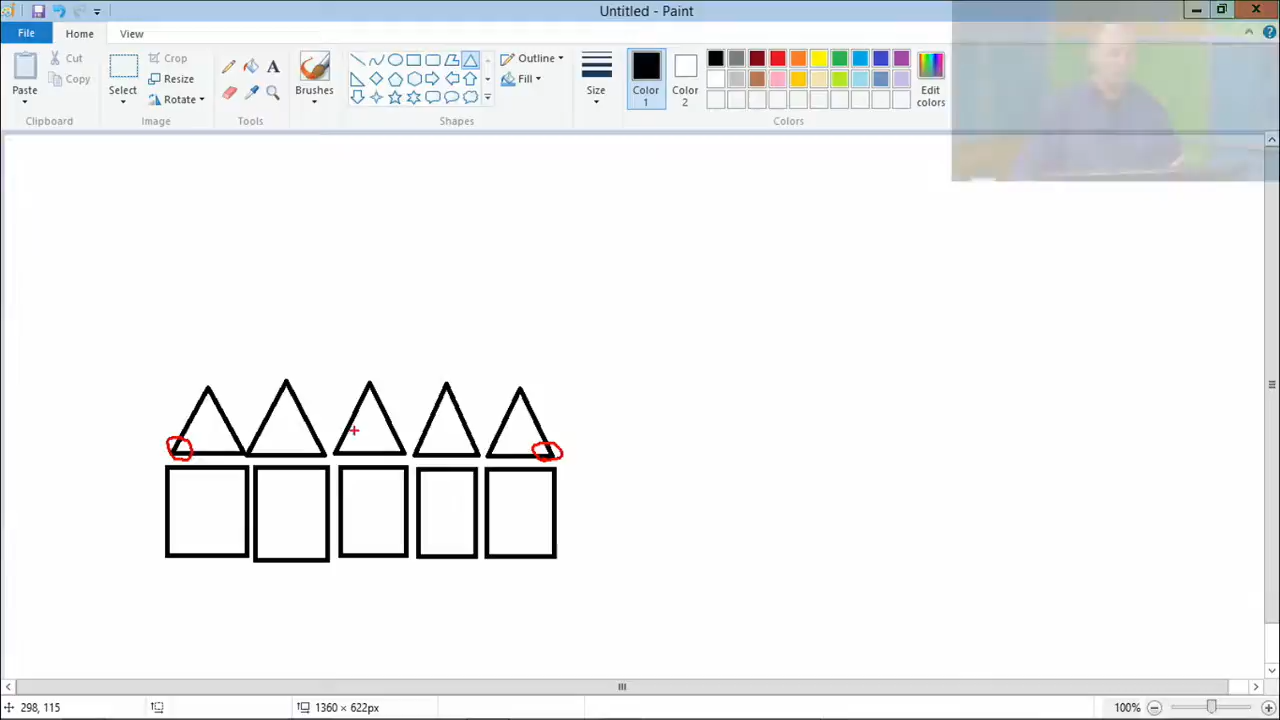 Untitled - Paint
File
Home
View
Paste
Cut
Copy
Clipboard
Select
Crop
Resize
Rotate
Image
A
Tools
Brushes
Outline
Fill
Shapes
Size
Color
1
Color
2
Edit
colors
Colors
298, 115
1360 × 622px
100%